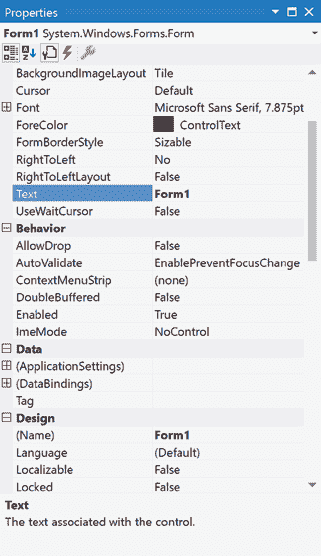 Properties
Form1 System.Windows.Forms.Form
BackgroundImageLayout Tile
Cursor Default
Font Microsoft Sans Serif, 7.875pt
ForeColor ControlText
FormBorderStyle Sizable
RightToLeft No
RightToLeftLayout False
Text Form1
UseWaitCursor False
Behavior
AllowDrop False
AutoValidate EnablePreventFocusChange
ContextMenuStrip (none)
DoubleBuffered False
Enabled True
ImeMode NoControl
Data
(ApplicationSettings)
(DataBindings)
Tag
Design
(Name) Form1
Language (Default)
Localizable False
Locked False
Text
The text associated with the control.